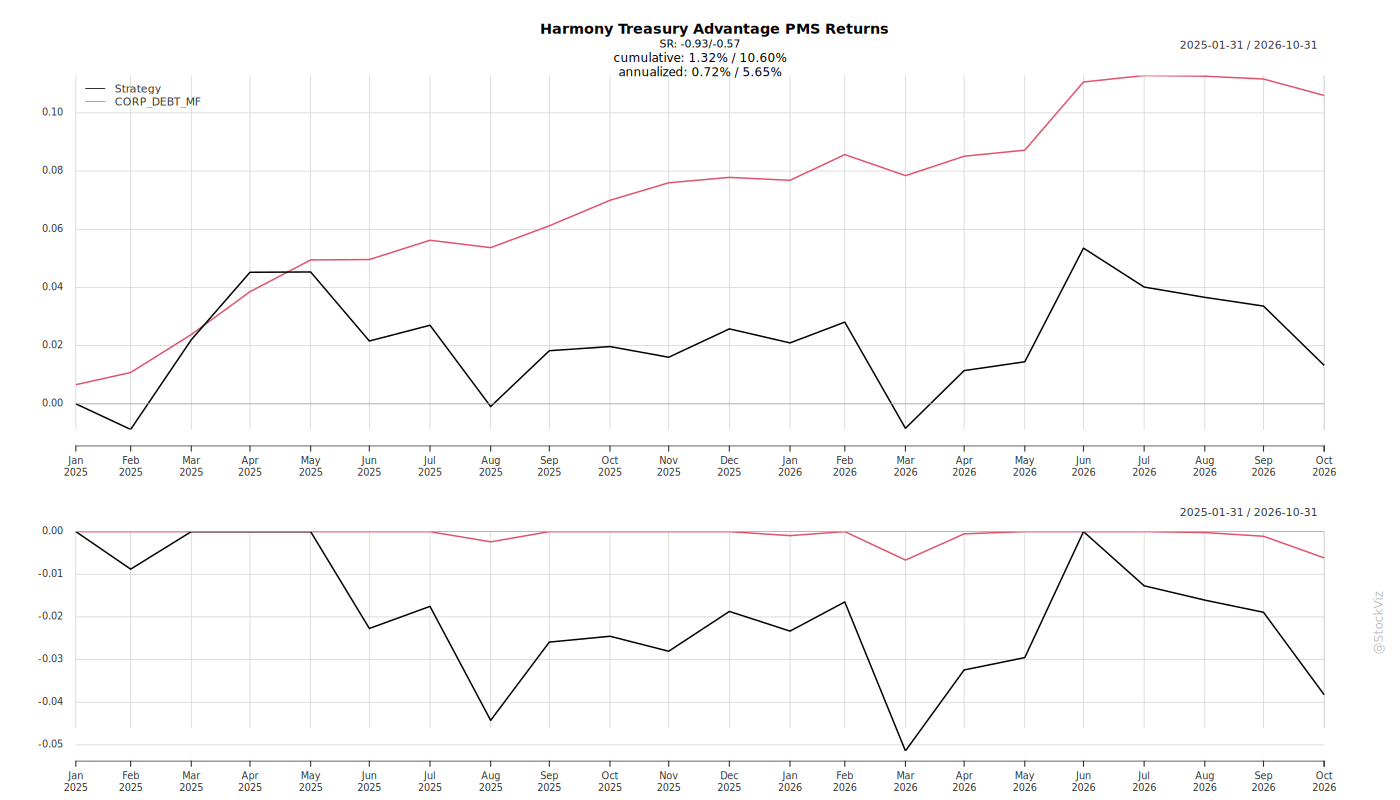 Harmony Treasury Advantage PMS Returns
SR: -0.93/-0.57
cumulative: 1.32% / 10.60%
annualized: 0.72% / 5.65%
2025-01-31 / 2026-10-31
Strategy
CORP_DEBT_MF
0.10
0.08
0.06
0.04
0.02
0.00
Jan Feb Mar Apr May Jun Jul Aug Sep Oct Nov Dec Jan Feb Mar Apr May Jun Jul Aug Sep Oct
2025 2025 2025 2025 2025 2025 2025 2025 2025 2025 2025 2025 2026 2026 2026 2026 2026 2026 2026 2026 2026 2026
2025-01-31 / 2026-10-31
0.00
-0.01
-0.02
-0.03
-0.04
-0.05
Jan Feb Mar Apr May Jun Jul Aug Sep Oct Nov Dec Jan Feb Mar Apr May Jun Jul Aug Sep Oct
2025 2025 2025 2025 2025 2025 2025 2025 2025 2025 2025 2025 2026 2026 2026 2026 2026 2026 2026 2026 2026 2026
@StockViz